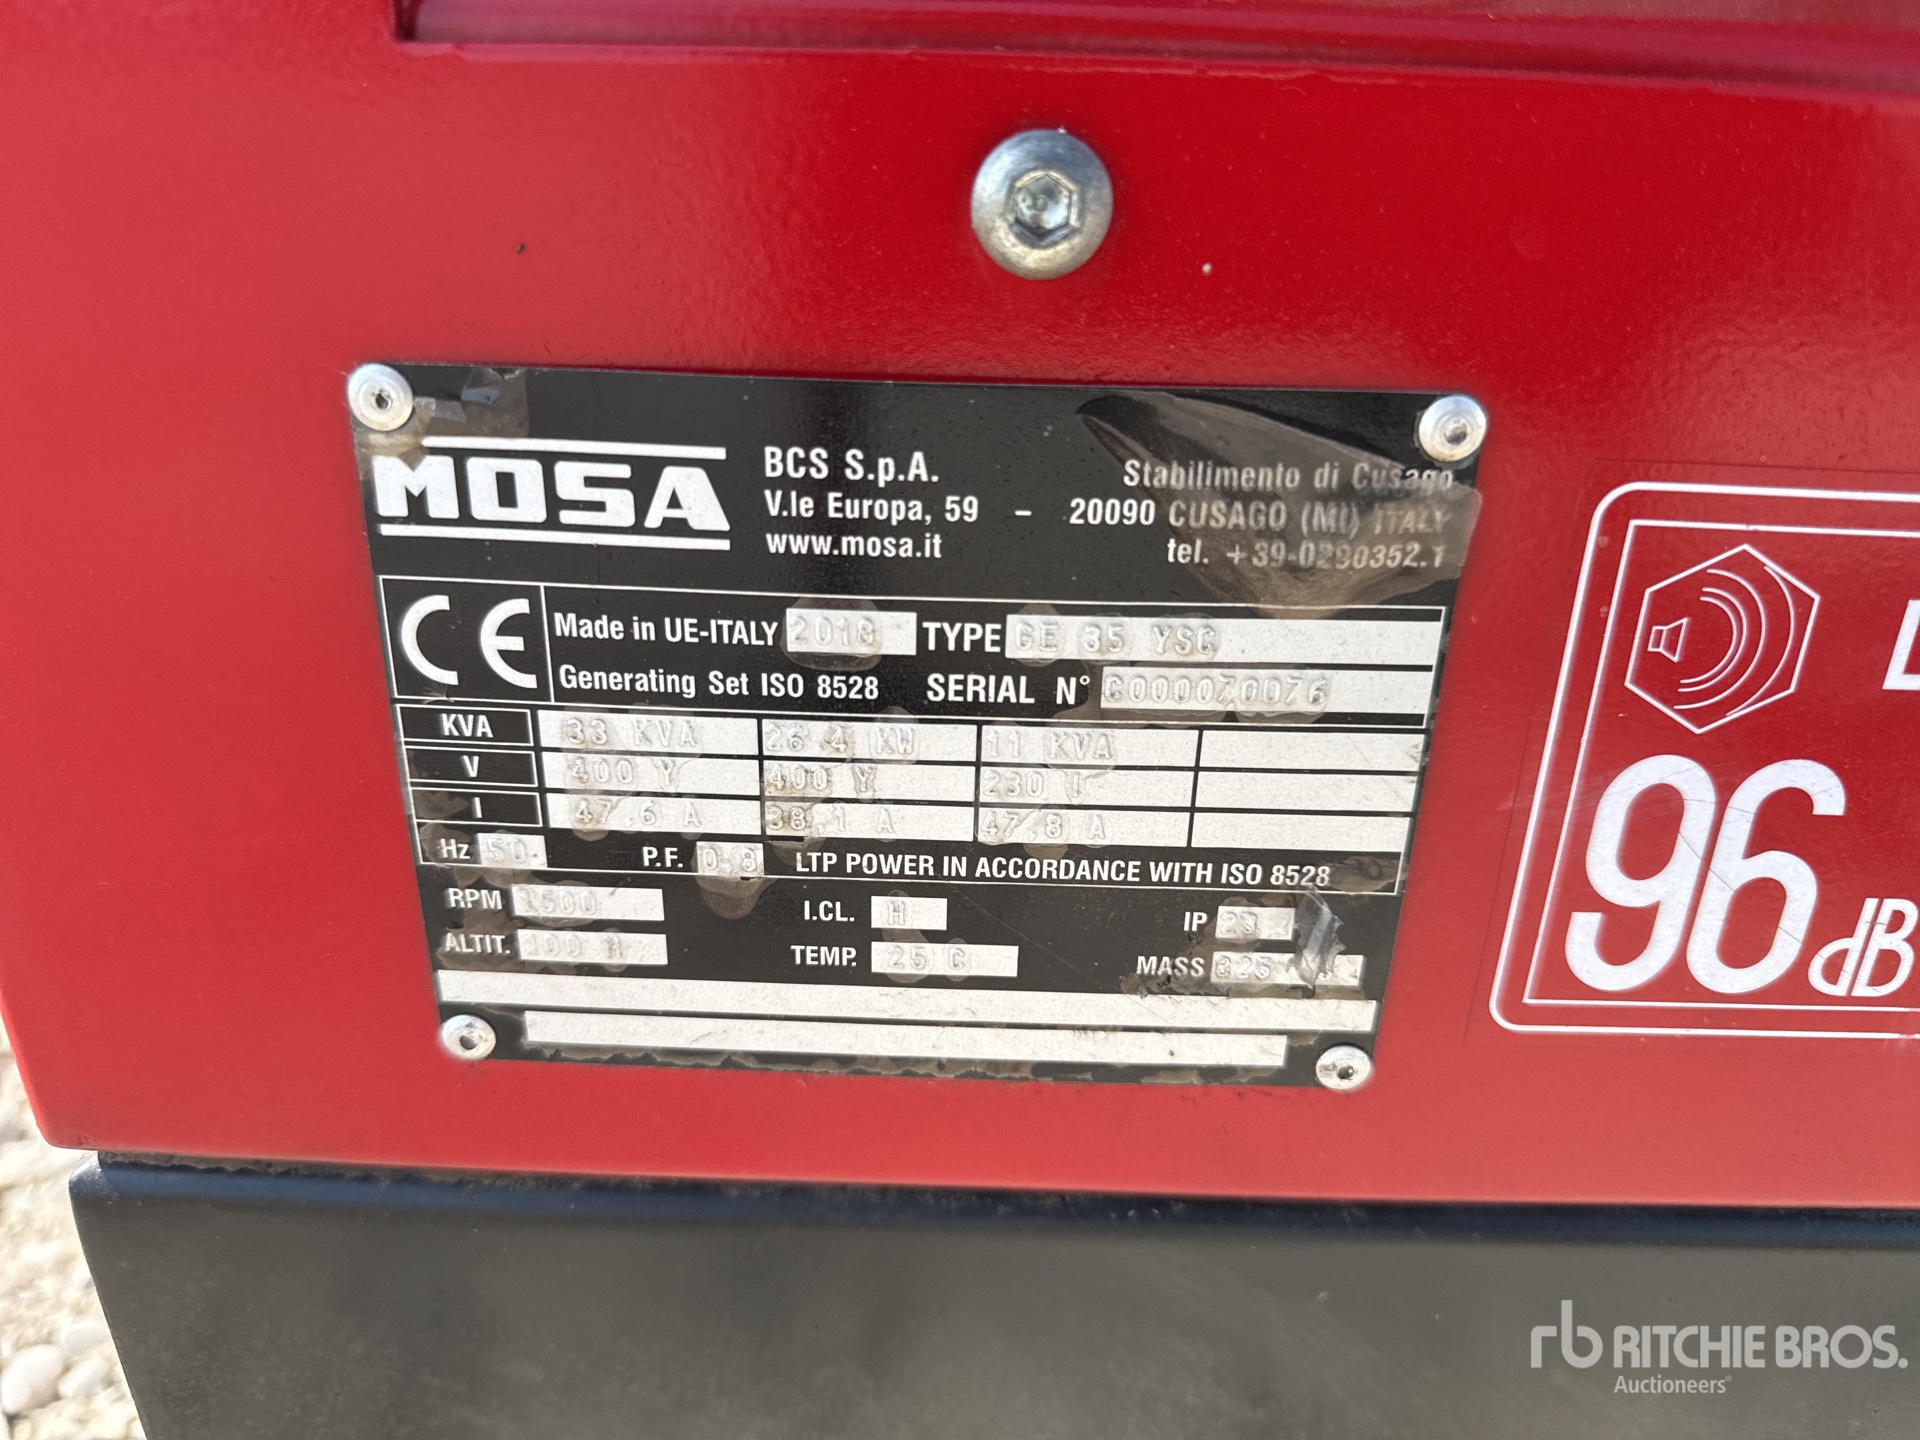 MOSA
BCS S.p.A.
Stabilimento di Cusago
V.le Europa, 59 - 20090 CUSAGO (MI) ITALY
www.mosa.it
tel. +39-0290352.1
CE
Made in UE-ITALY 2018 TYPE GE 35 YSC
Generating Set ISO 8528 SERIAL N°
KVA 33 KVA 26.4 KW 11 KVA
V 400 Y 400 Y 230
I 47.6 A 38.1 A 47.8 A
Hz 50 P.F. 0.8 LTP POWER IN ACCORDANCE WITH ISO 8528
RPM 1500 I.CL. H IP 23
ALTIT. 100 M TEMP. 25 C MASS
96 dB
rb RITCHIE BROS.
Auctioneers